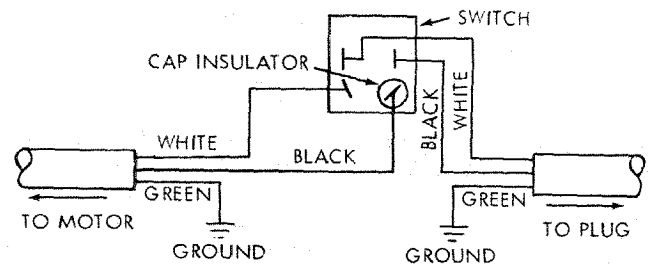 SWITCH
CAP INSULATOR
WHITE
BLACK
BLACK
WHITE
GREEN
GREEN
TO MOTOR
TO PLUG
GROUND
GROUND